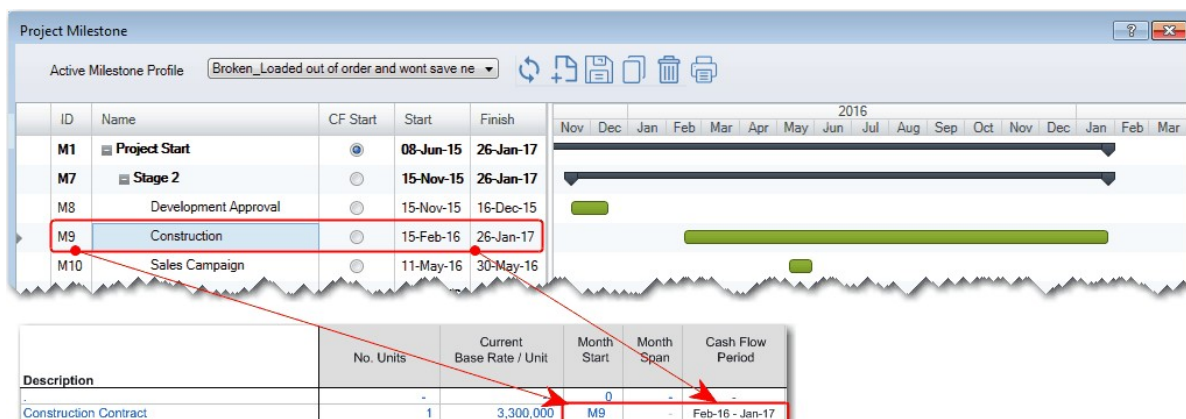 Project Milestone
Active Milestone Profile Broken_Loaded out of order and wont save ne
ID Name CF Start Start Finish 2016
Nov Dec Jan Feb Mar Apr May Jun Jul Aug Sep Oct Nov Dec Jan Feb Mar
M1 Project Start 08-Jun-15 26-Jan-17
M7 Stage 2 15-Nov-15 26-Jan-17
M8 Development Approval 15-Nov-15 16-Dec-15
M9 Construction 15-Feb-16 26-Jan-17
M10 Sales Campaign 11-May-16 30-May-16
Description No. Units Current Base Rate / Unit Month Start Month Span Cash Flow Period
. - - 0 - -
Construction Contract 1 3,300,000 M9 - Feb-16 - Jan-17